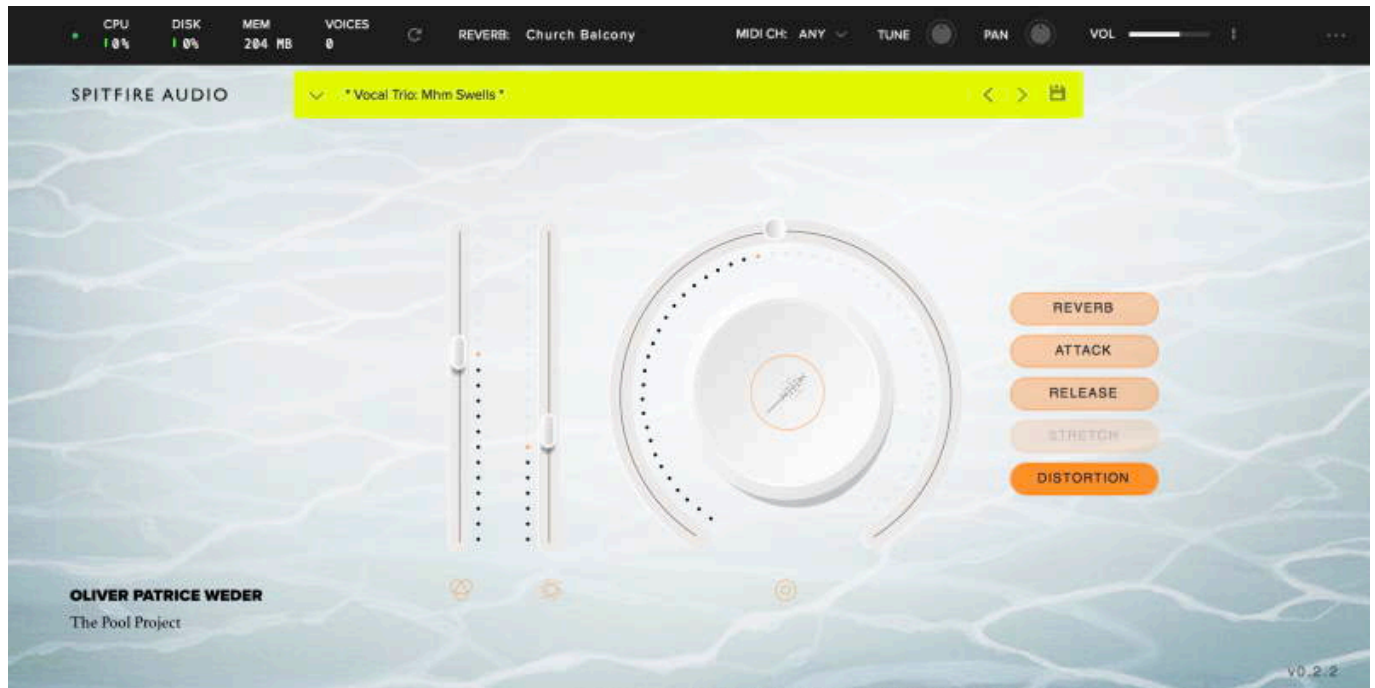 CPU DISK MEM VOICES
0% 0% 204 MB 0
REVERB: Church Balcony MIDI CH: ANY TUNE PAN VOL
SPITFIRE AUDIO
* Vocal Trio: Mhm Swells *
REVERB
ATTACK
RELEASE
STRETCH
DISTORTION
OLIVER PATRICE WEDER
The Pool Project
v0.2.2